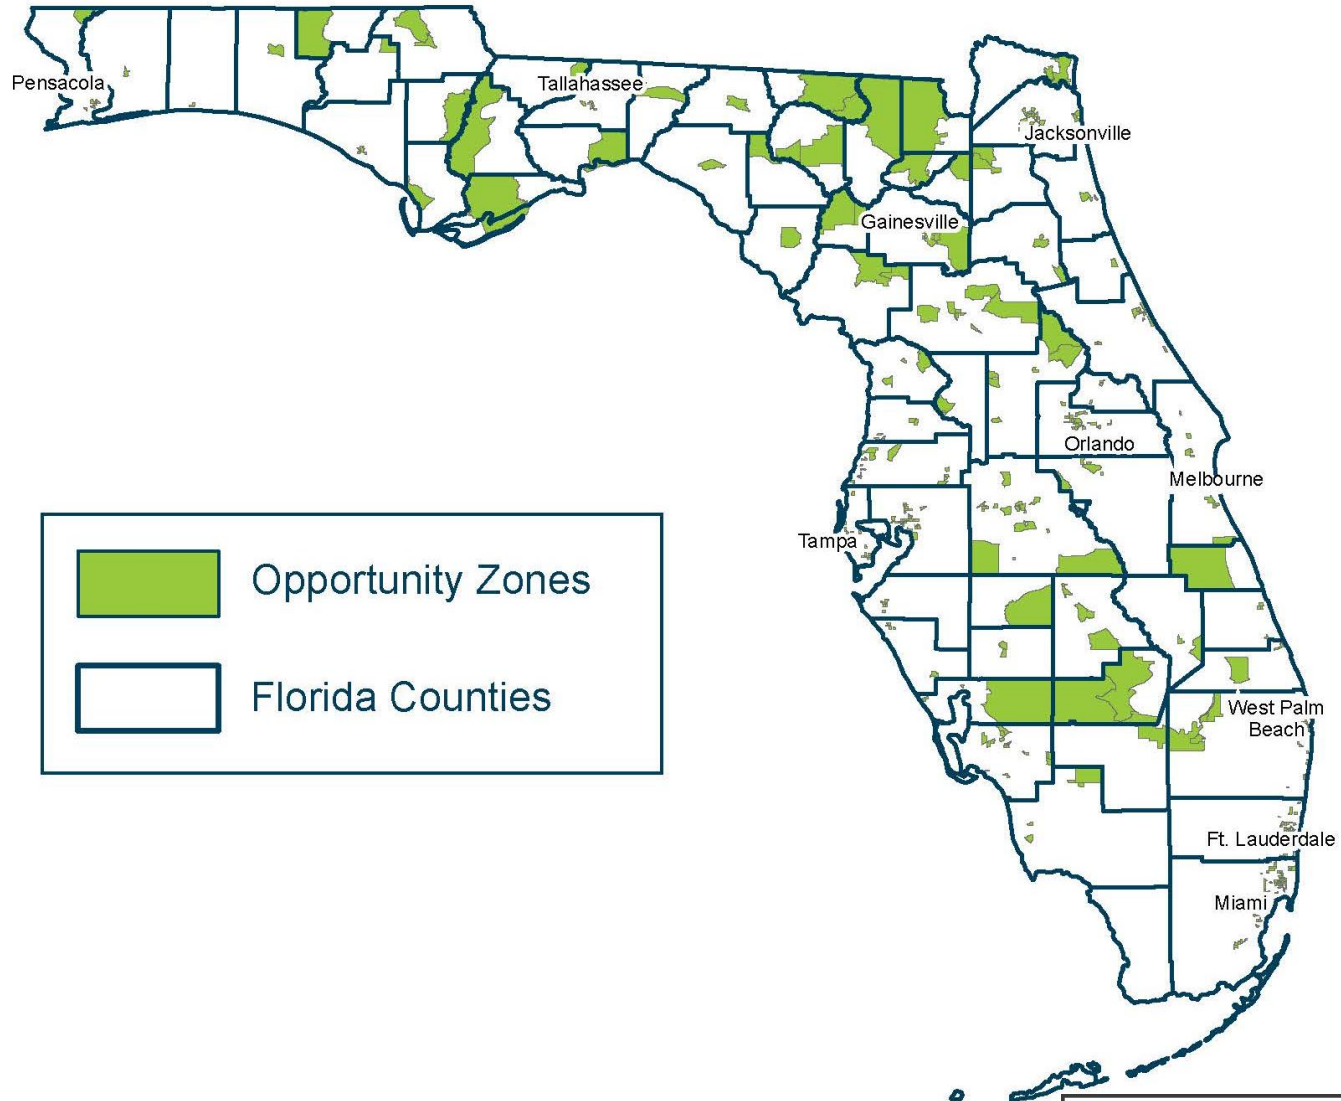 Pensacola
Tallahassee
Jacksonville
Gainesville
Orlando
Melbourne
Tampa
Opportunity Zones
Florida Counties
West Palm
Beach
Ft. Lauderdale
Miami